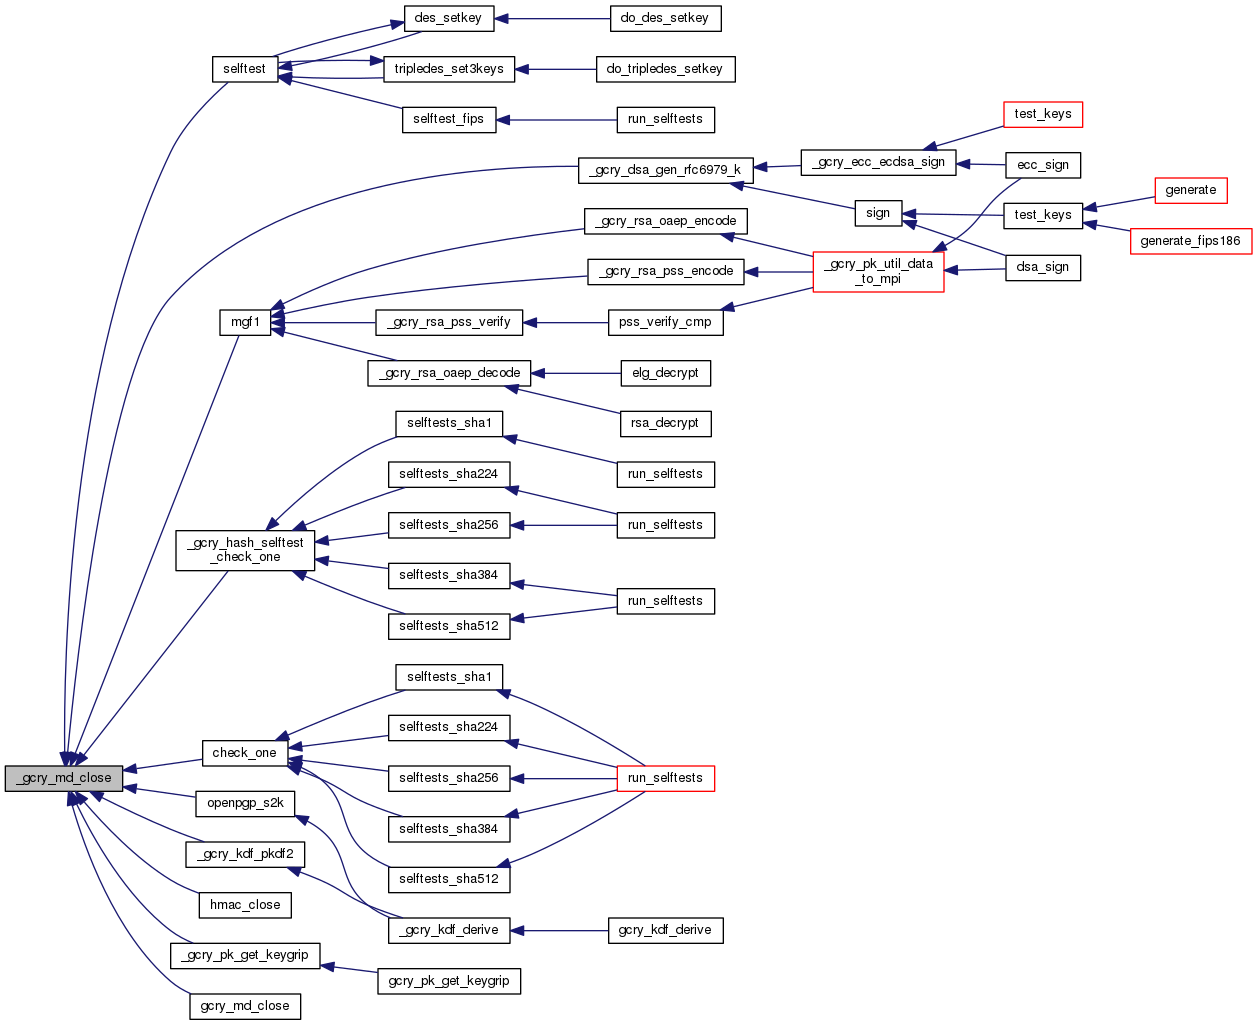 des_setkey
do_des_setkey
selftest
tripledes_set3keys
do_tripledes_setkey
selftest_fips
run_selftests
test_keys
_gcry_dsa_gen_rfc6979_k
_gcry_ecc_ecdsa_sign
ecc_sign
generate
sign
test_keys
_gcry_rsa_oaep_encode
generate_fips186
_gcry_rsa_pss_encode
_gcry_pk_util_data
_to_mpi
dsa_sign
mgf1
_gcry_rsa_pss_verify
pss_verify_cmp
_gcry_rsa_oaep_decode
elg_decrypt
rsa_decrypt
selftests_sha1
run_selftests
selftests_sha224
selftests_sha256
run_selftests
_gcry_hash_selftest
_check_one
selftests_sha384
run_selftests
selftests_sha512
selftests_sha1
selftests_sha224
check_one
_gcry_md_close
selftests_sha256
run_selftests
openpgp_s2k
selftests_sha384
_gcry_kdf_pkdf2
selftests_sha512
hmac_close
_gcry_kdf_derive
gcry_kdf_derive
_gcry_pk_get_keygrip
gcry_pk_get_keygrip
gcry_md_close